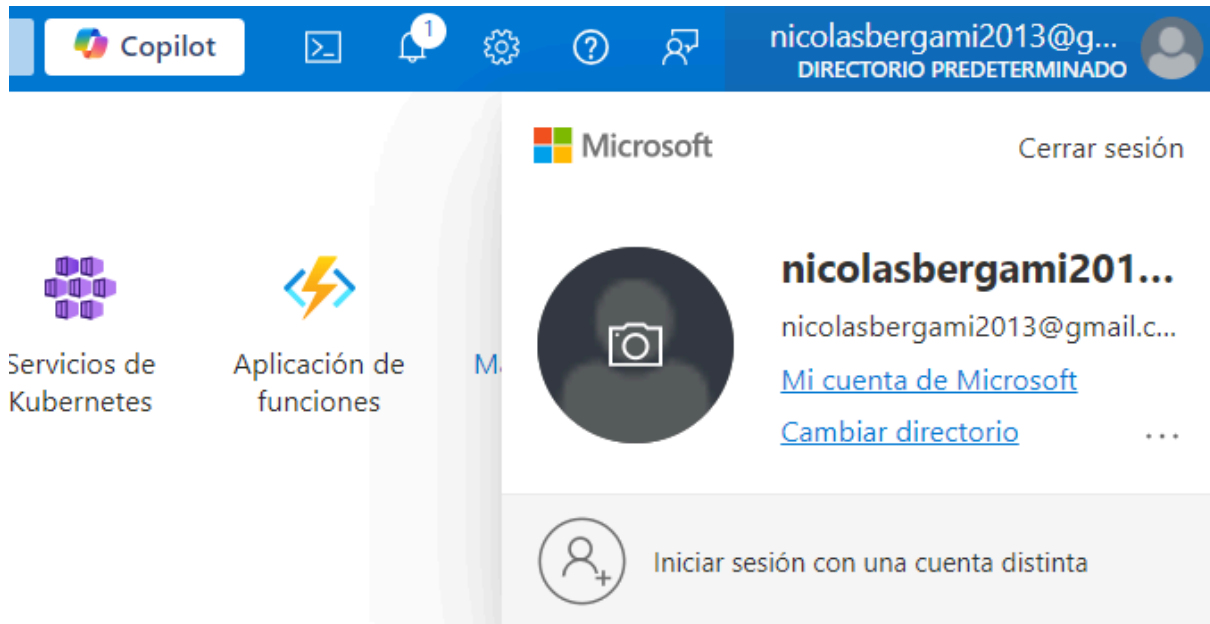 Copilot
1
nicolasbergami2013@g...
DIRECTORIO PREDETERMINADO
Microsoft
Cerrar sesión
nicolasbergami201...
nicolasbergami2013@gmail.c...
Mi cuenta de Microsoft
Cambiar directorio
...
Servicios de
Kubernetes
Aplicación de
funciones
Iniciar sesión con una cuenta distinta